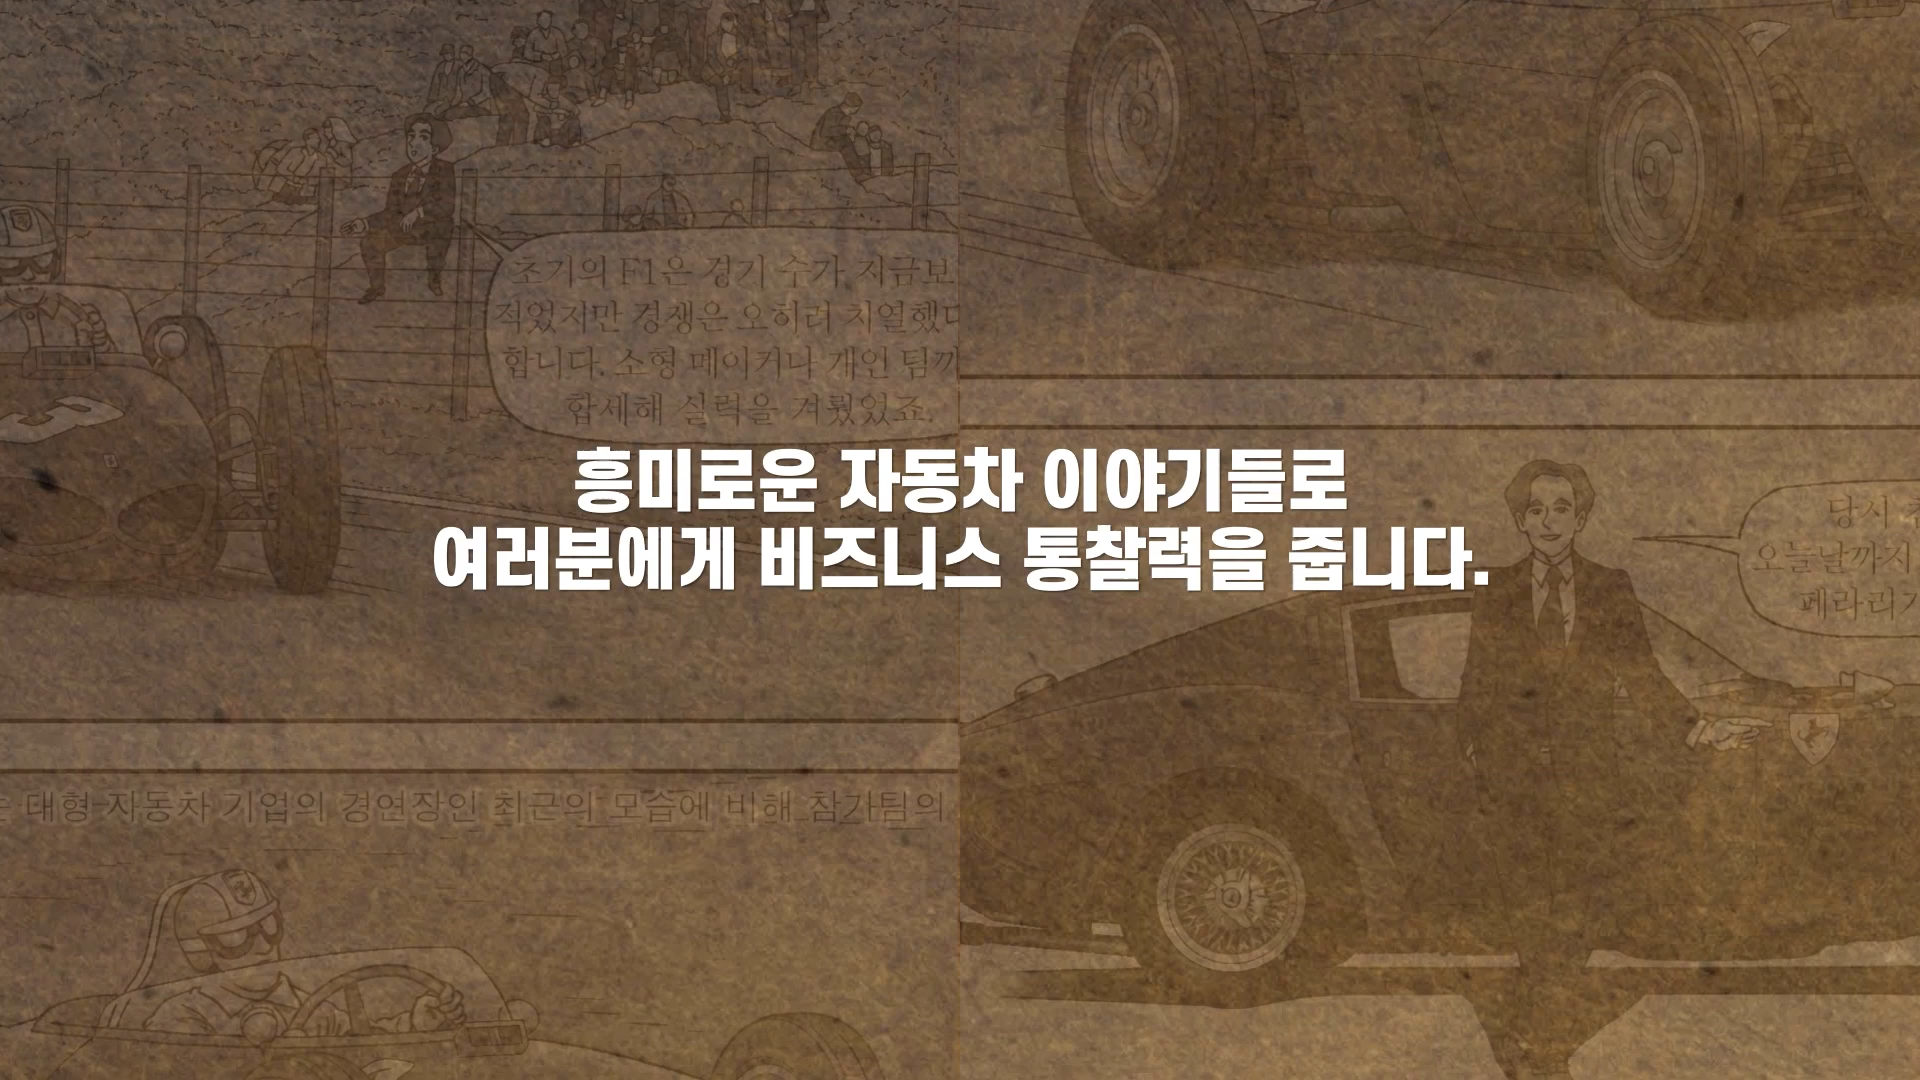 초기의 F1은 경기 수가 지금보
적었지만 경쟁은 오히려 치열했다
합니다. 소형 메이커나 개인 팀까
합세해 실력을 겨뤘었죠.
흥미로운 자동차 이야기들로
여러분에게 비즈니스 통찰력을 줍니다.
당시
오늘날까지
페라리가
대형 자동차 기업의 경연장인 최근의 모습에 비해 참가팀의